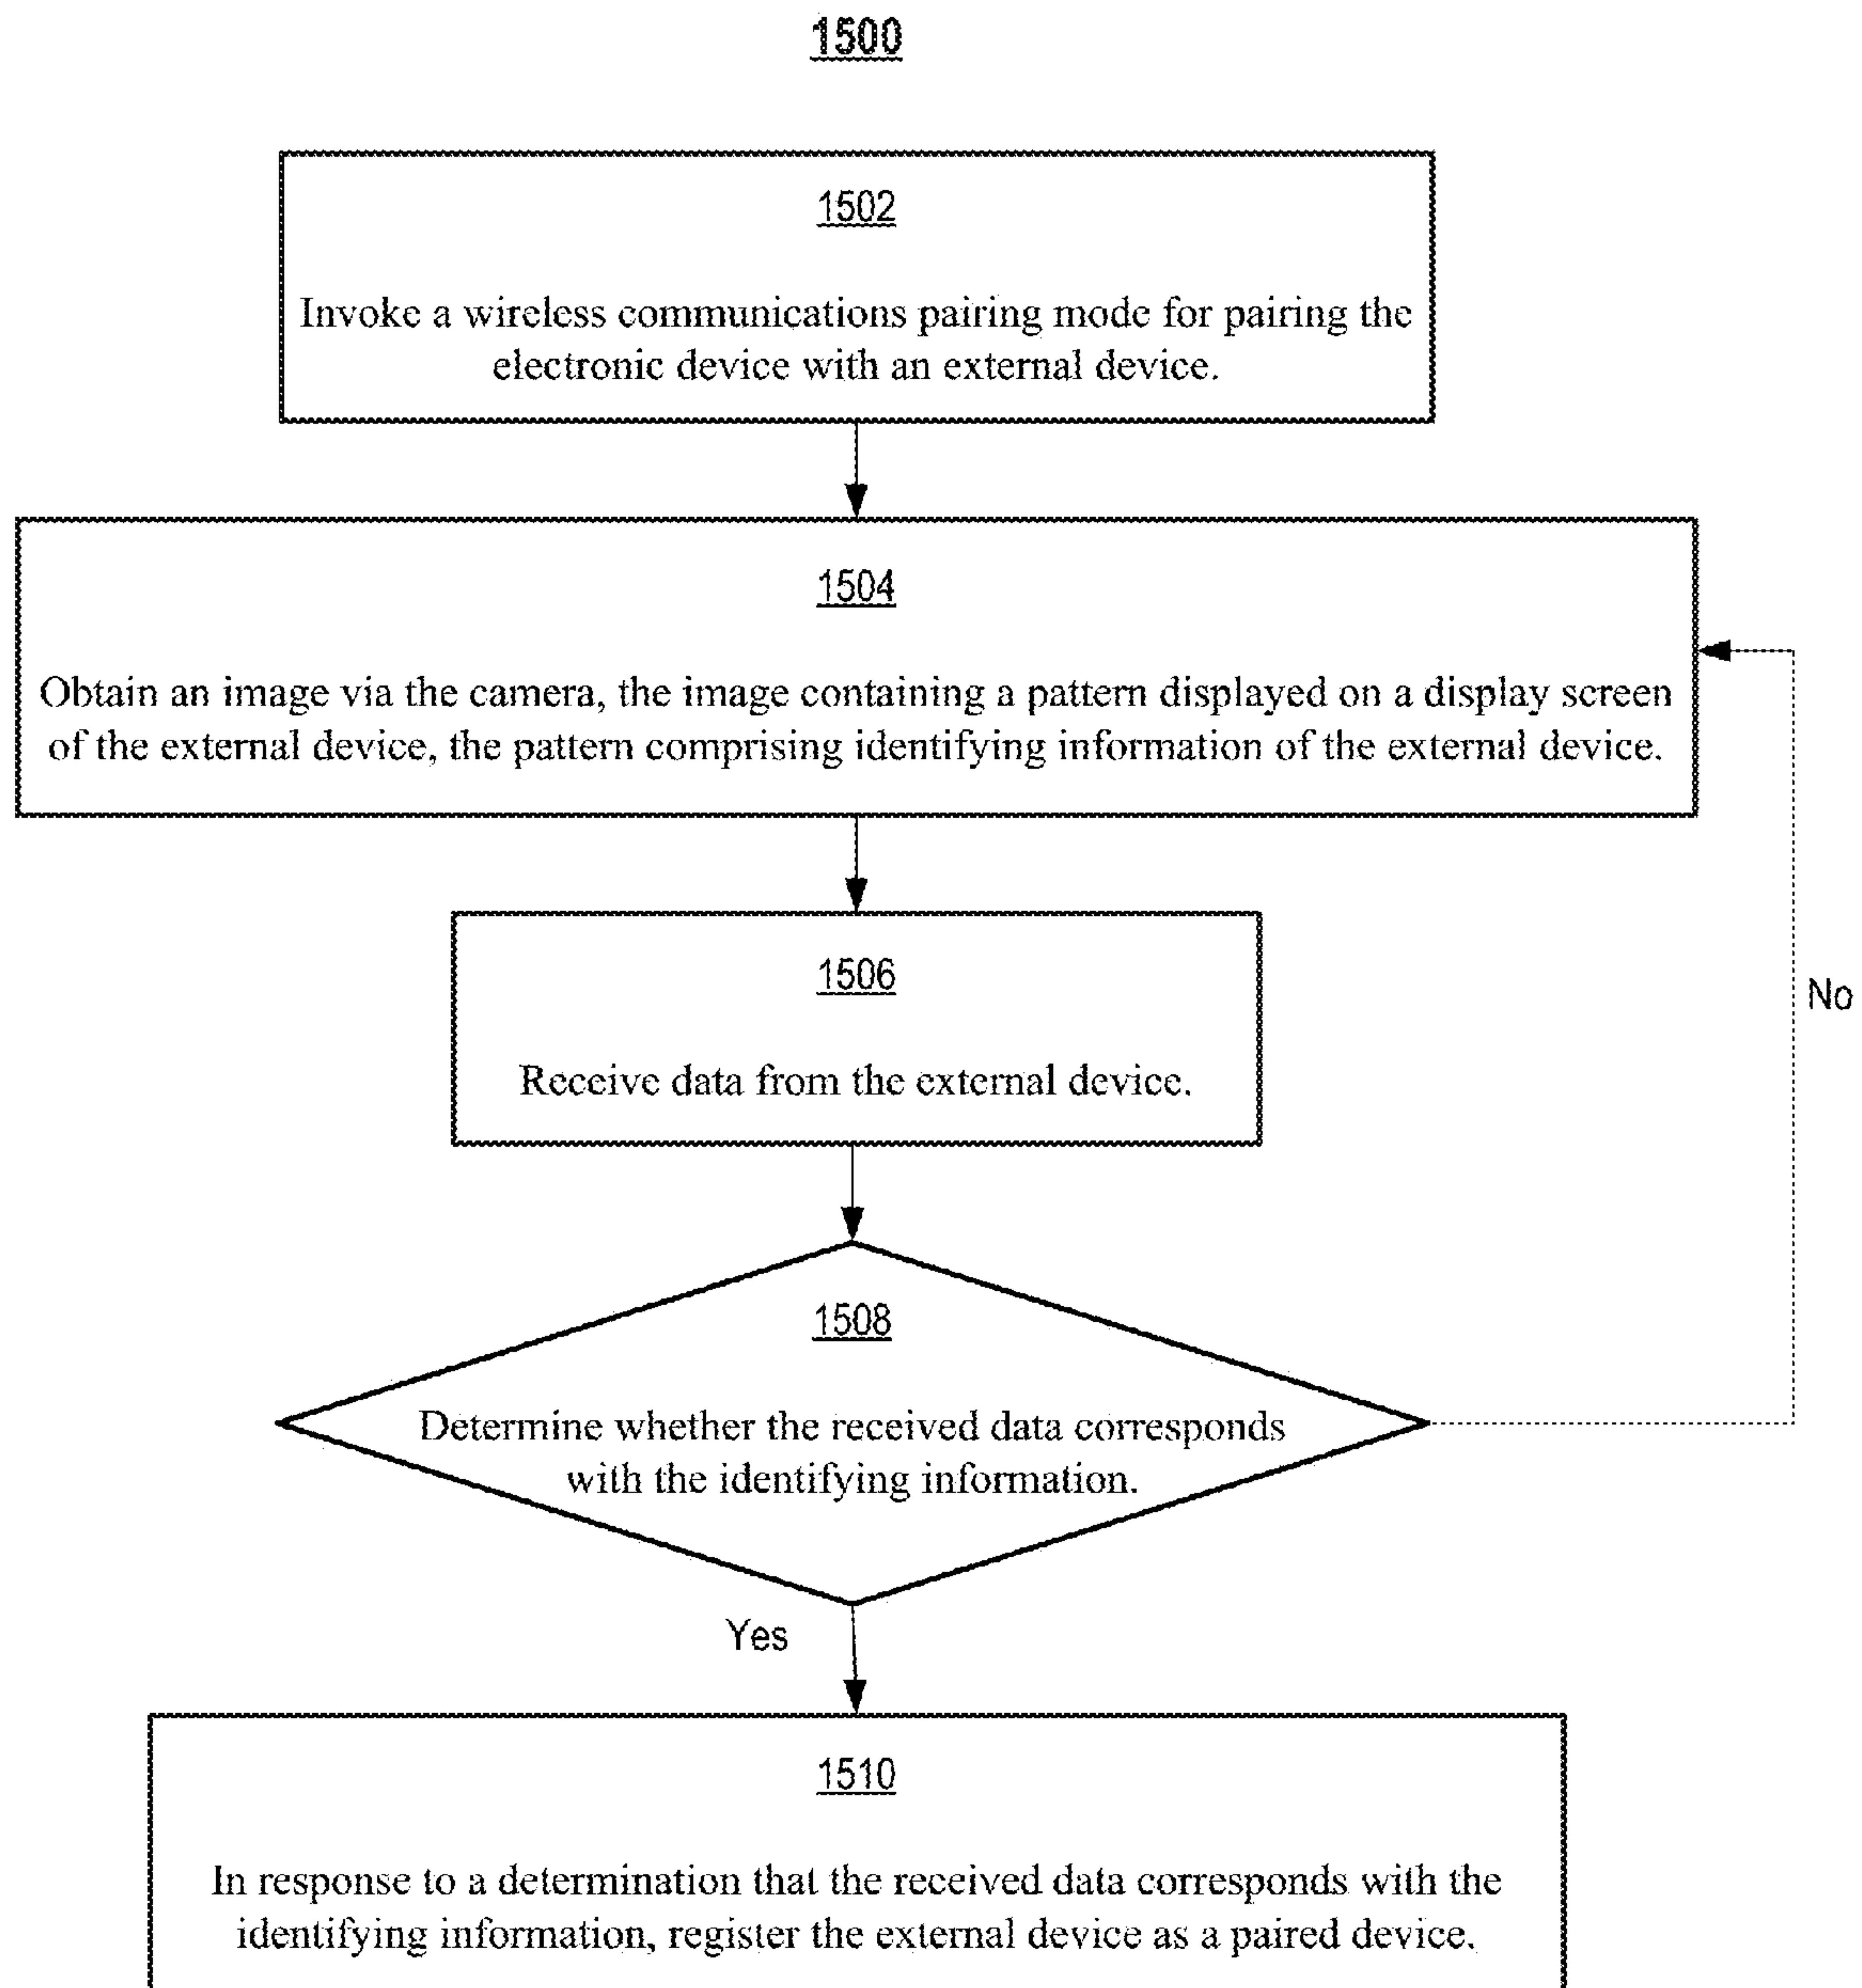 1500
1502
Invoke a wireless communications pairing mode for pairing the
electronic device with an external device.
1504
Obtain an image via the camera, the image containing a pattern displayed on a display screen
of the external device, the pattern comprising identifying information of the external device.
1506
Receive data from the external device.
No
1508
Determine whether the received data corresponds
with the identifying information.
Yes
1510
In response to a determination that the received data corresponds with the
identifying information, register the external device as a paired device.